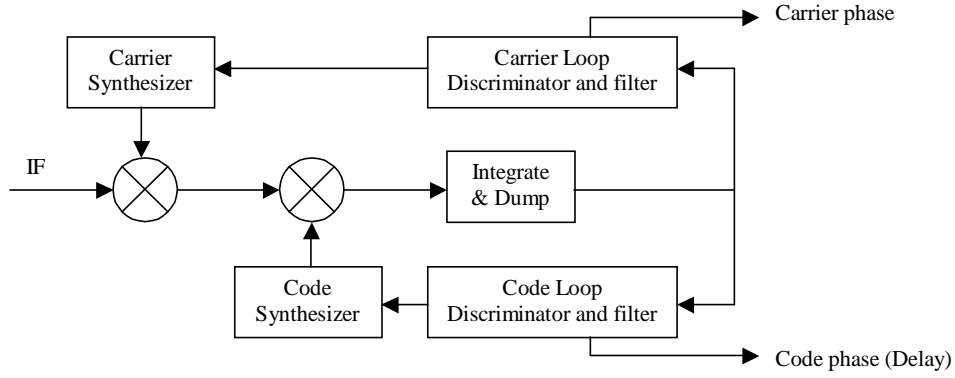 Carrier phase
Carrier
Synthesizer
Carrier Loop
Discriminator and filter
IF
Integrate
& Dump
Code
Synthesizer
Code Loop
Discriminator and filter
Code phase (Delay)